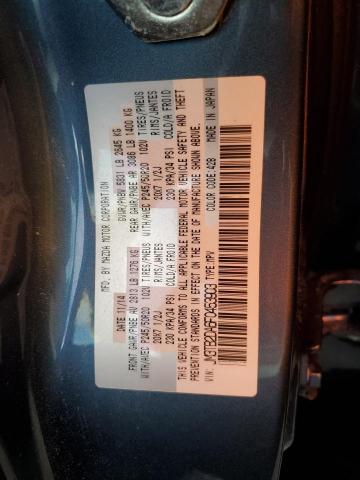 MFD. BY MAZDA MOTOR CORPORATION
DATE 11/14 GVWR/PNBV 5831 LB 2645 KG
FRONT GAWR/PNBE AV 2813 LB 1276 KG REAR GAWR/PNBE AR 3086 LB 1400 KG
WITH/AVEC P245/50R20 102V TIRES/PNEUS WITH/AVEC P245/50R20 102V TIRES/PNEUS
20X7 1/2J RIMS/JANTES 20X7 1/2J RIMS/JANTES
230 KPA/34 PSI COLD/A FROID 230 KPA/34 PSI COLD/A FROID
THIS VEHICLE CONFORMS TO ALL APPLICABLE FEDERAL MOTOR VEHICLE SAFETY AND THEFT
PREVENTION STANDARDS IN EFFECT ON THE DATE OF MANUFACTURE SHOWN ABOVE.
MADE IN JAPAN
VIN: TYPE:MPV COLOR CODE:42B